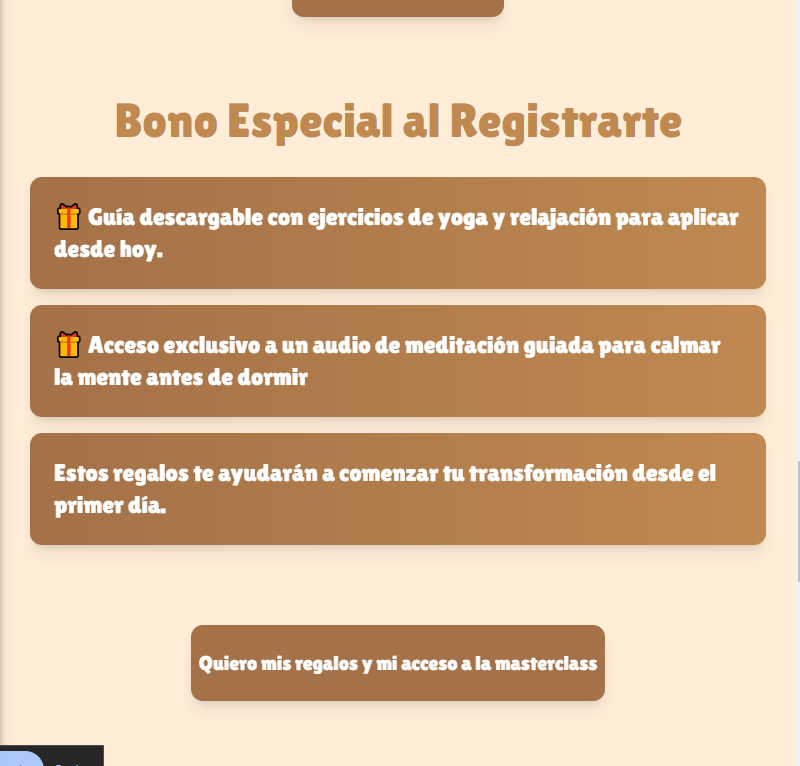 Bono Especial al Registrarte
🎁 Guía descargable con ejercicios de yoga y relajación para aplicar
desde hoy.
🎁 Acceso exclusivo a un audio de meditación guiada para calmar
la mente antes de dormir
Estos regalos te ayudarán a comenzar tu transformación desde el
primer día.
Quiero mis regalos y mi acceso a la masterclass